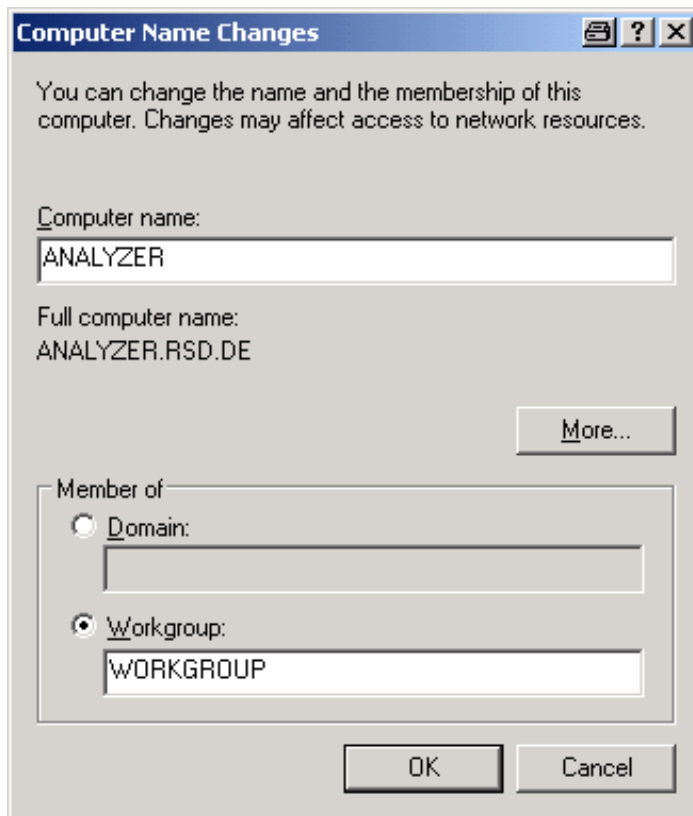 Computer Name Changes
You can change the name and the membership of this
computer. Changes may affect access to network resources.
Computer name:
ANALYZER
Full computer name:
ANALYZER.RSD.DE
More...
Member of
Domain:
Workgroup:
WORKGROUP
OK Cancel